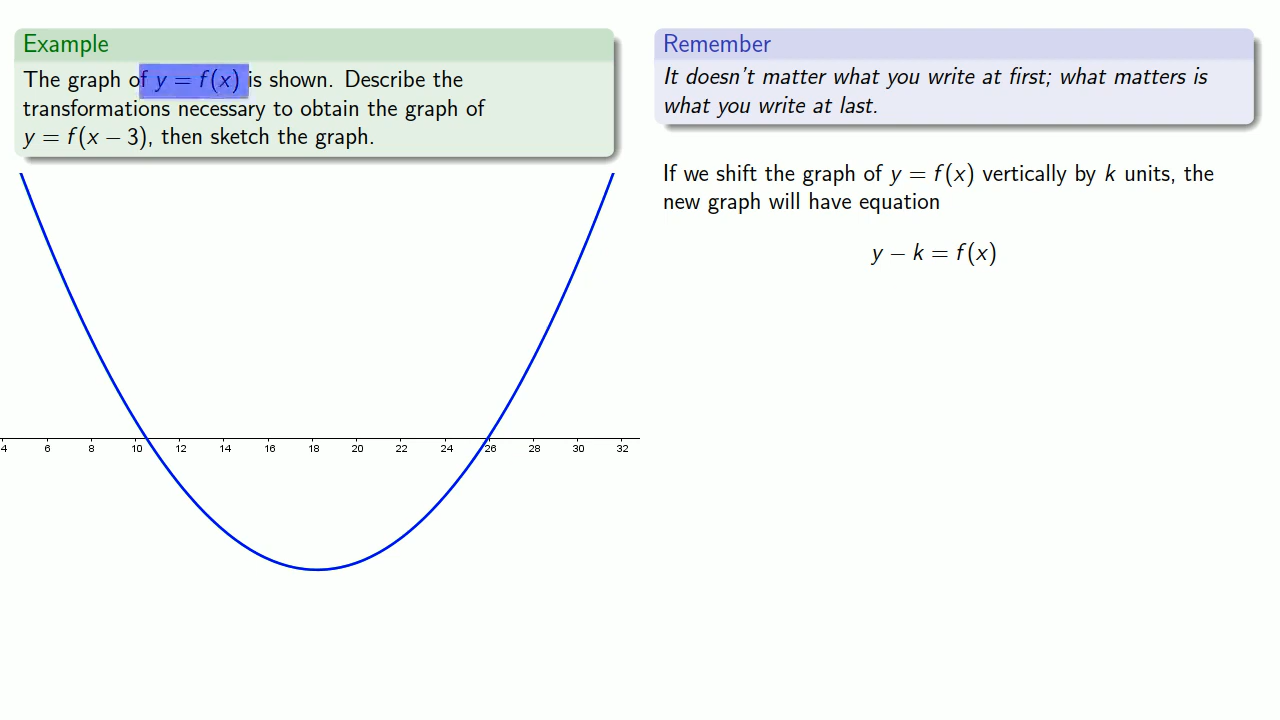 Example
The graph of y = f(x) is shown. Describe the
transformations necessary to obtain the graph of
y = f(x − 3), then sketch the graph.
Remember
It doesn't matter what you write at first; what matters is
what you write at last.
If we shift the graph of y = f(x) vertically by k units, the
new graph will have equation
y − k = f(x)
4 6 8 10 12 14 16 18 20 22 24 26 28 30 32